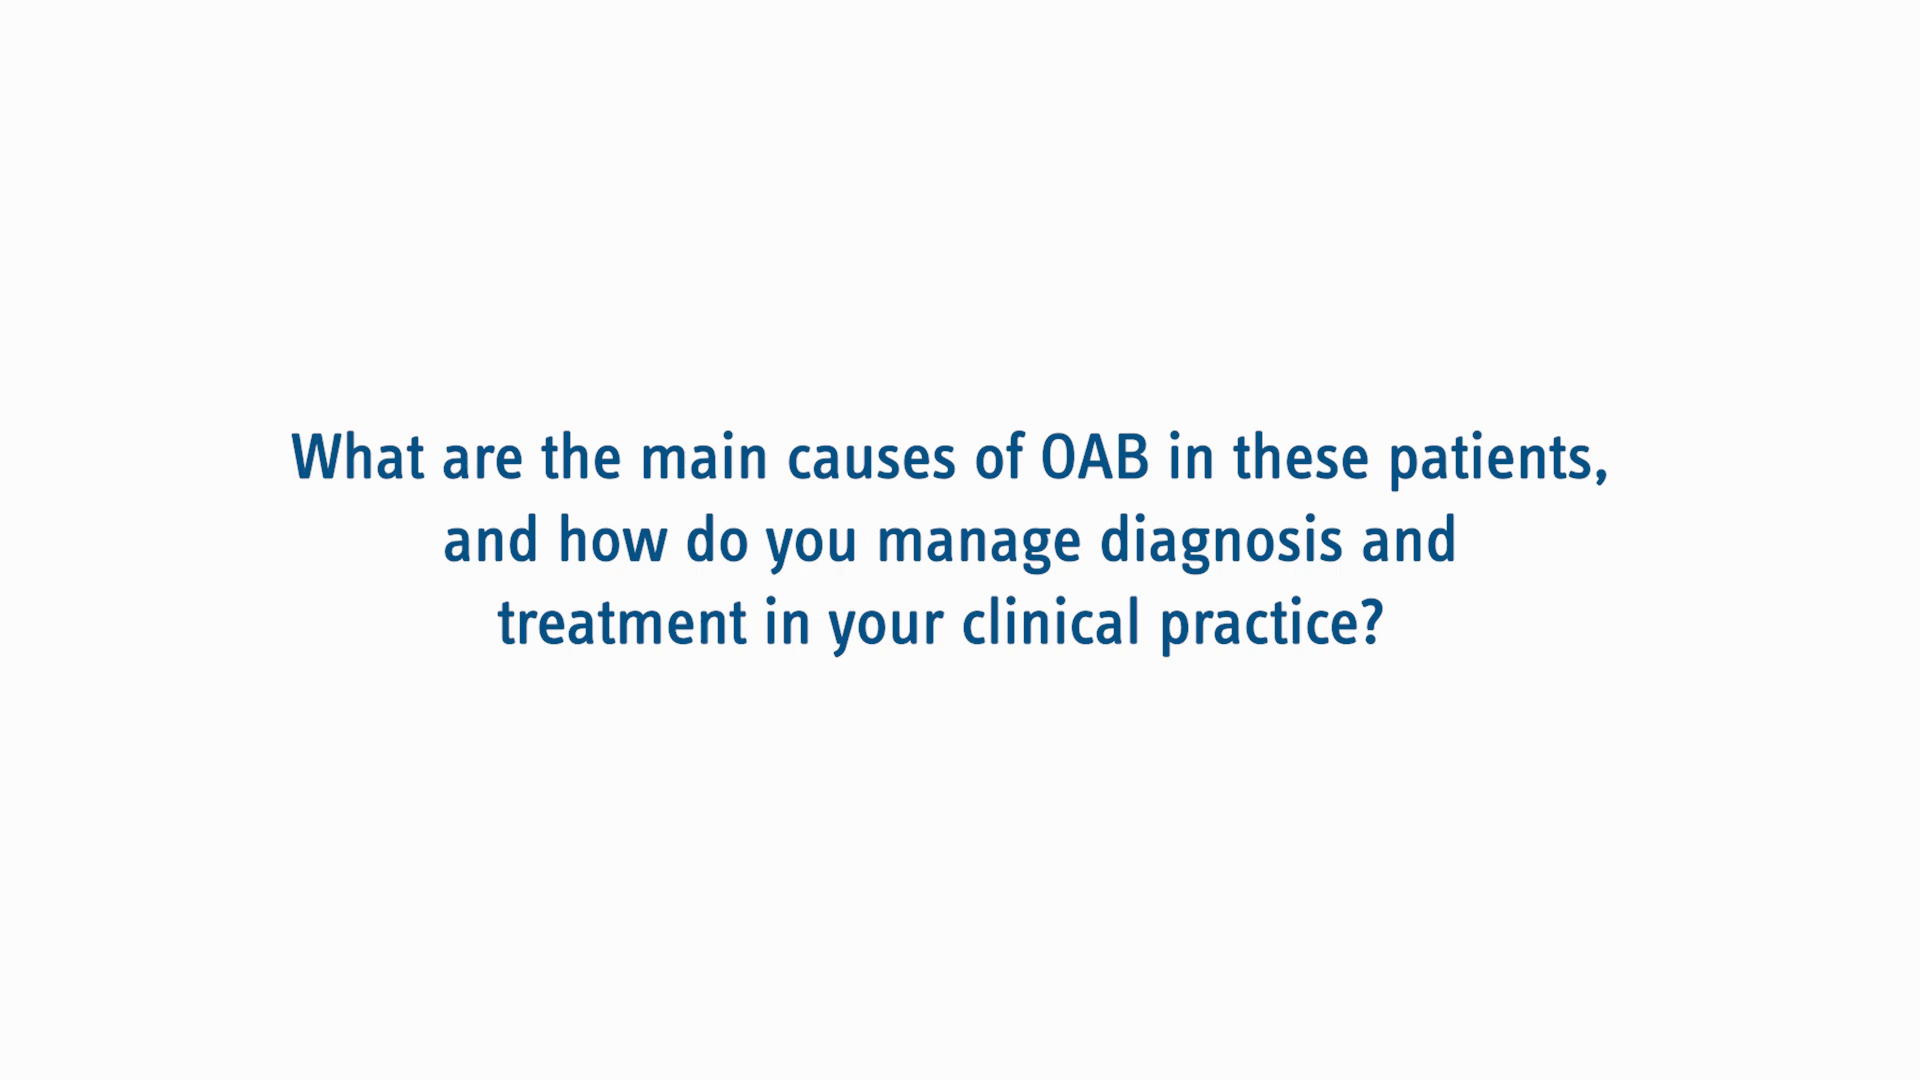 What are the main causes of OAB in these patients,
and how do you manage diagnosis and
treatment in your clinical practice?